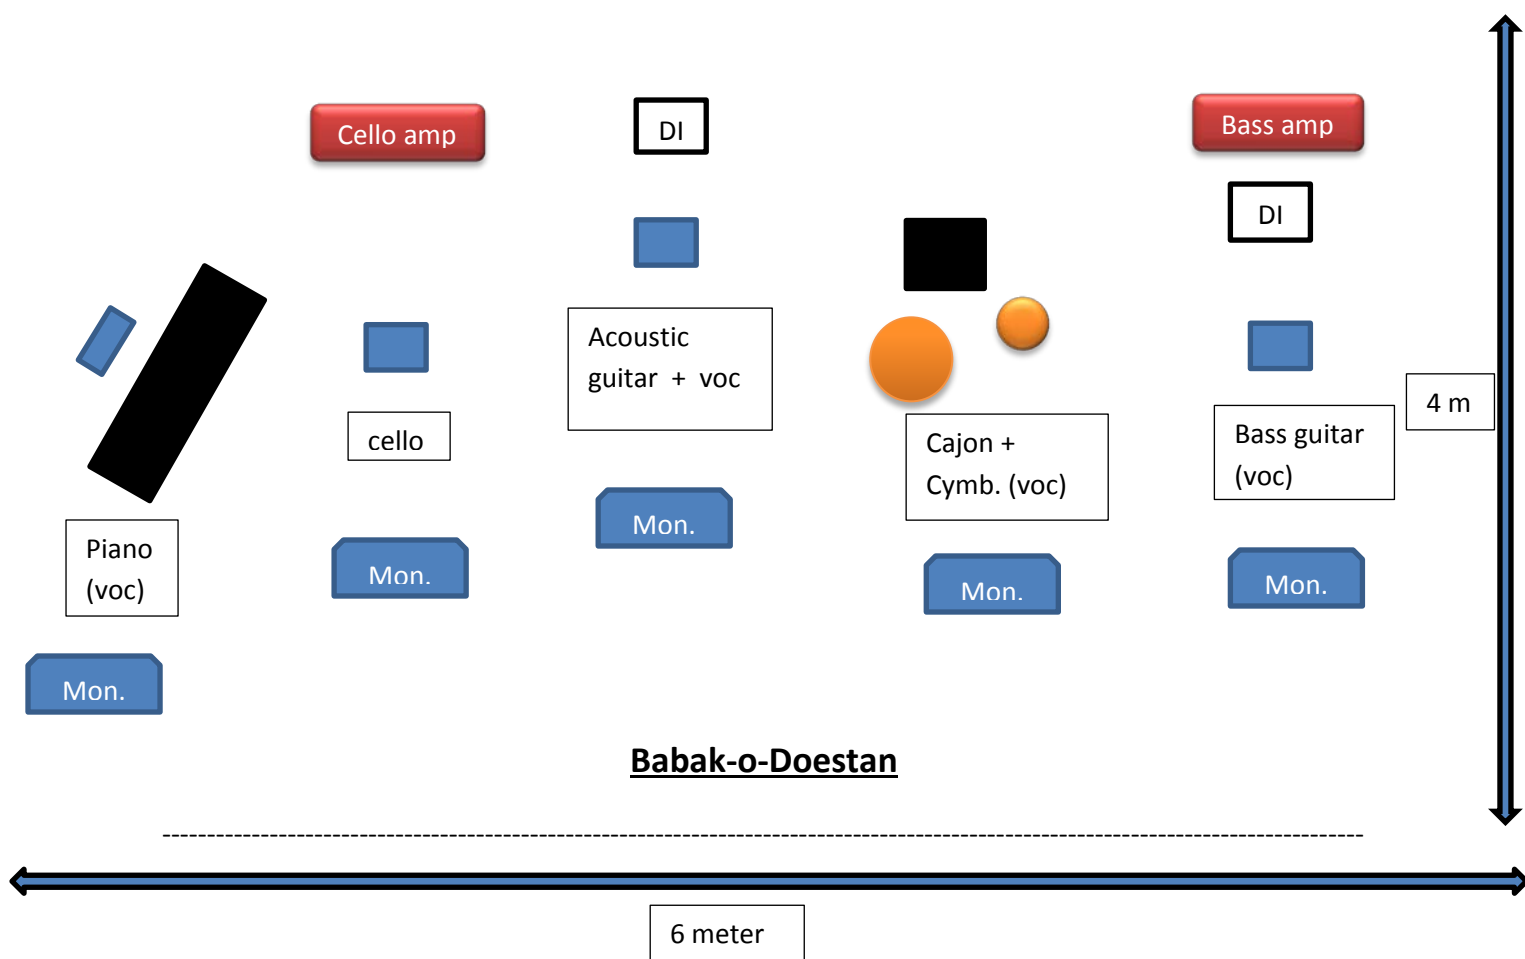 Cello amp
DI
Bass amp
DI
Acoustic
guitar + voc
4 m
cello
Cajon +
Cymb. (voc)
Bass guitar
(voc)
Mon.
Piano
(voc)
Mon.
Mon.
Mon.
Mon.
Babak-o-Doestan
--------------------------------------------------------------------------------
6 meter